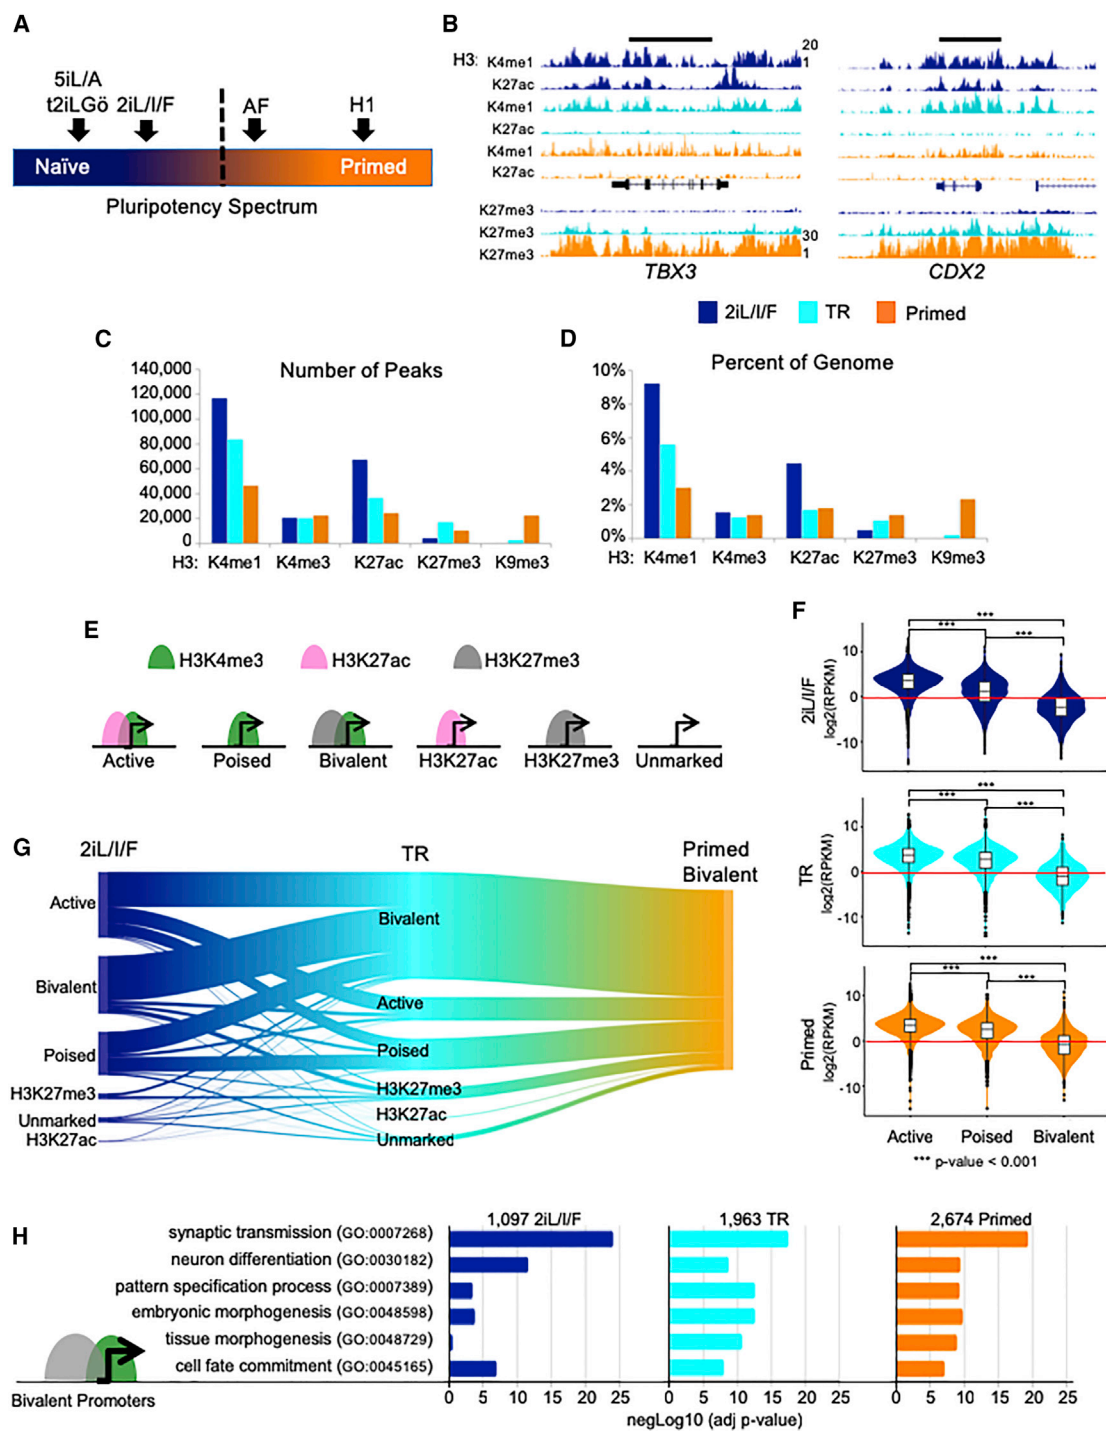 A
5iL/A
t2iLGö 2iL/I/F AF H1
Naïve Primed
Pluripotency Spectrum
B
H3: K4me1
20
1
K27ac
K4me1
K27ac
K4me1
K27ac
K27me3
K27me3
K27me3
30
1
TBX3 CDX2
2iL/I/F TR Primed
C
Number of Peaks
140,000
120,000
100,000
80,000
60,000
40,000
20,000
0
H3: K4me1 K4me3 K27ac K27me3 K9me3
D
Percent of Genome
10%
8%
6%
4%
2%
0%
H3: K4me1 K4me3 K27ac K27me3 K9me3
E
H3K4me3 H3K27ac H3K27me3
Active Poised Bivalent H3K27ac H3K27me3 Unmarked
F
2iL/I/F
log2(RPKM)
10
0
-10
*** *** ***
TR
log2(RPKM)
10
0
-10
*** *** ***
Primed
log2(RPKM)
10
0
-10
*** *** ***
Active Poised Bivalent
*** p-value < 0.001
G
2iL/I/F TR Primed
Bivalent
Active
Bivalent
Poised
H3K27me3
Unmarked
H3K27ac
Bivalent
Active
Poised
H3K27me3
H3K27ac
Unmarked
H
1,097 2iL/I/F 1,963 TR 2,674 Primed
synaptic transmission (GO:0007268)
neuron differentiation (GO:0030182)
pattern specification process (GO:0007389)
embryonic morphogenesis (GO:0048598)
tissue morphogenesis (GO:0048729)
cell fate commitment (GO:0045165)
Bivalent Promoters
0 5 10 15 20 25 0 5 10 15 20 25 0 5 10 15 20 25
negLog10 (adj p-value)